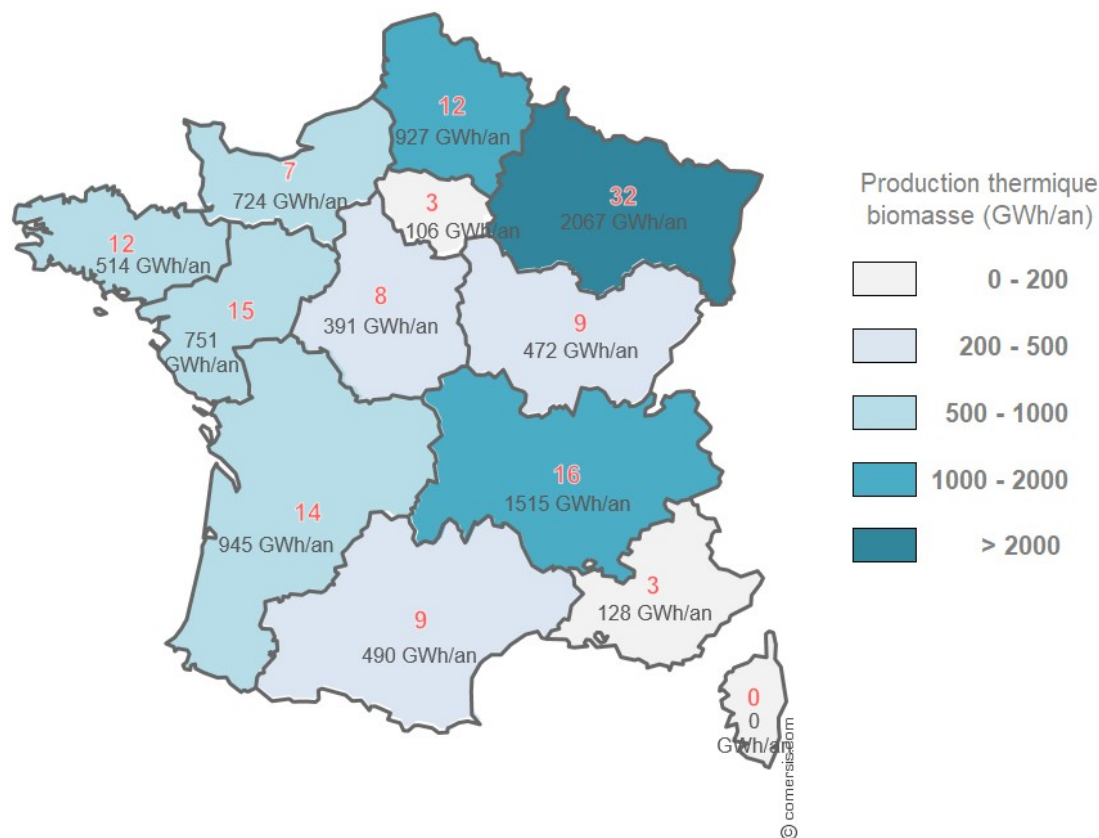 12
927 GWh/an
7
724 GWh/an
3
106 GWh/an
32
2067 GWh/an
12
514 GWh/an
15
751
GWh/an
8
391 GWh/an
9
472 GWh/an
16
1515 GWh/an
14
945 GWh/an
9
490 GWh/an
3
128 GWh/an
0
0
GWh/an
© comersis.com
Production thermique
biomasse (GWh/an)
0 - 200
200 - 500
500 - 1000
1000 - 2000
> 2000